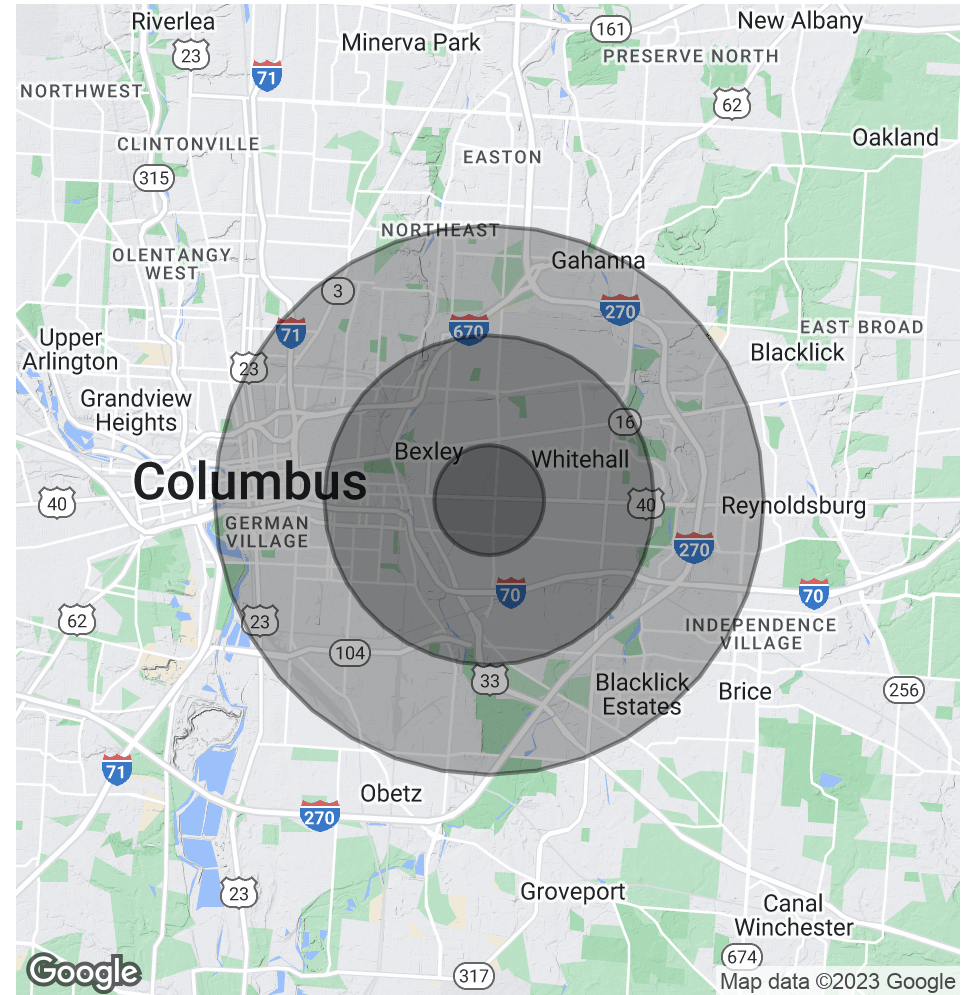 Riverlea
New Albany
161
23
Minerva Park
PRESERVE NORTH
71
NORTHWEST
62
Oakland
CLINTONVILLE
EASTON
315
NORTHEAST
OLENTANGY
WEST
Gahanna
3
270
71
670
EAST BROAD
Upper
Arlington
Blacklick
23
Grandview
Heights
16
Bexley
Whitehall
Columbus
40
40
Reynoldsburg
GERMAN
VILLAGE
270
70
70
62
23
INDEPENDENCE
VILLAGE
104
33
Blacklick
Estates
Brice
256
71
Obetz
270
23
Groveport
Canal
Winchester
674
317
Google
Map data ©2023 Google